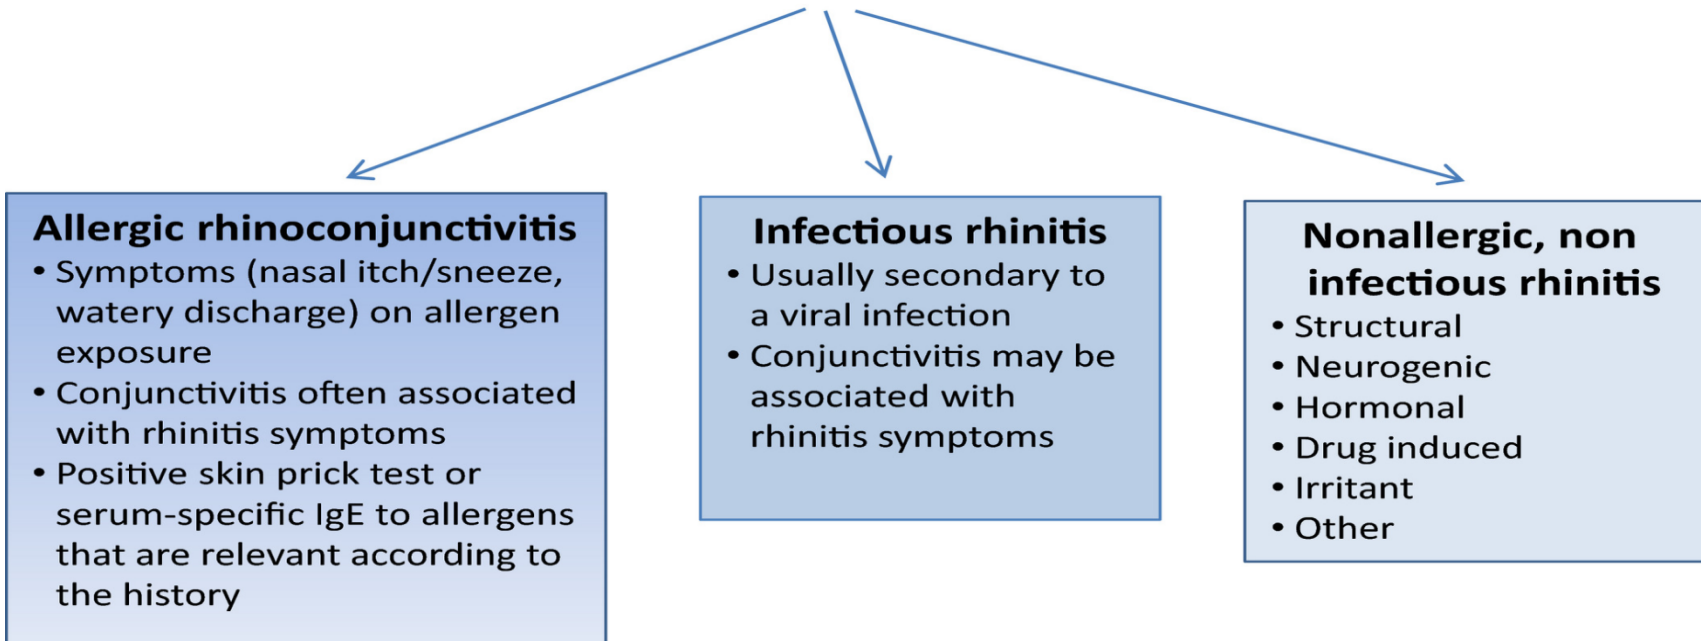 Allergic rhinoconjunctivitis
• Symptoms (nasal itch/sneeze,
watery discharge) on allergen
exposure
• Conjunctivitis often associated
with rhinitis symptoms
• Positive skin prick test or
serum-specific IgE to allergens
that are relevant according to
the history
Infectious rhinitis
• Usually secondary to
a viral infection
• Conjunctivitis may be
associated with
rhinitis symptoms
Nonallergic, non
infectious rhinitis
• Structural
• Neurogenic
• Hormonal
• Drug induced
• Irritant
• Other